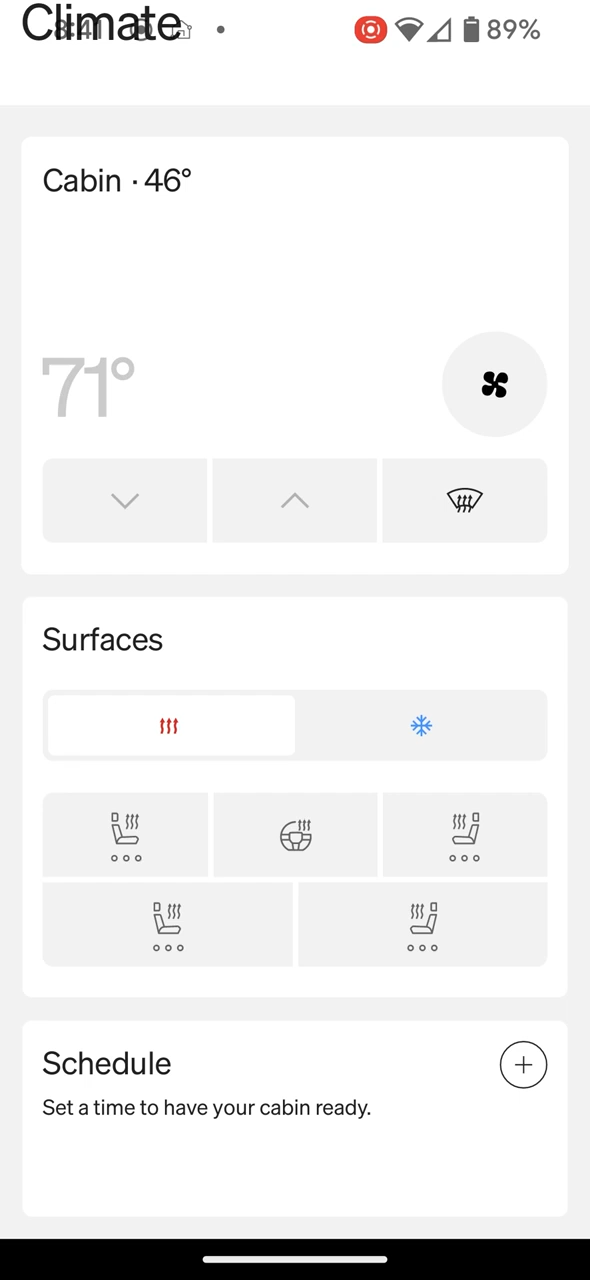 Climate
89%
Cabin · 46°
71°
Surfaces
Schedule
Set a time to have your cabin ready.